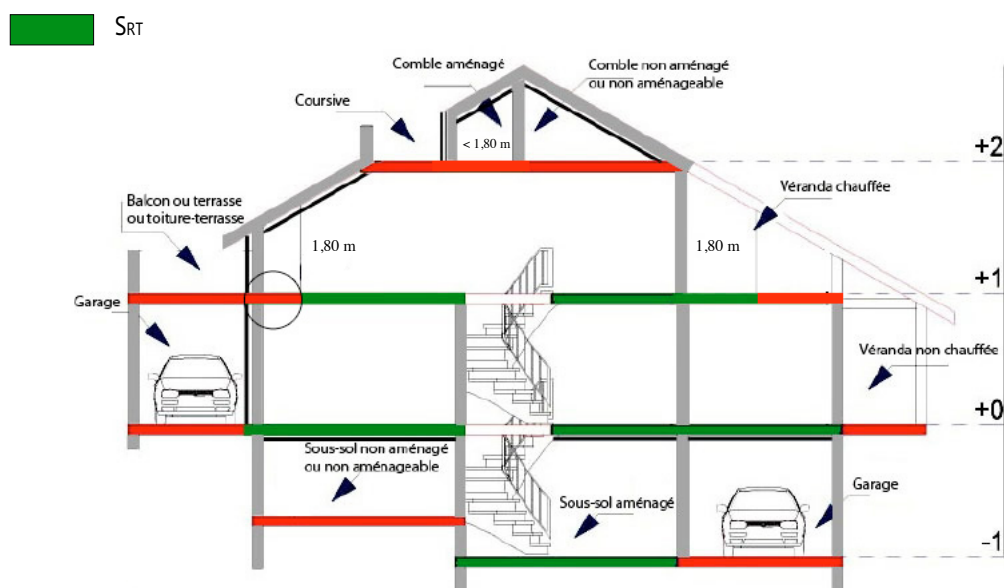 SRT
Comble aménagé
Comble non aménagé
ou non aménageable
Coursive
< 1,80 m
+2
Balcon ou terrasse
ou toiture-terrasse
Véranda chauffée
1,80 m
1,80 m
+1
Garage
Véranda non chauffée
+0
Sous-sol non aménagé
ou non aménageable
Sous-sol aménagé
Garage
-1